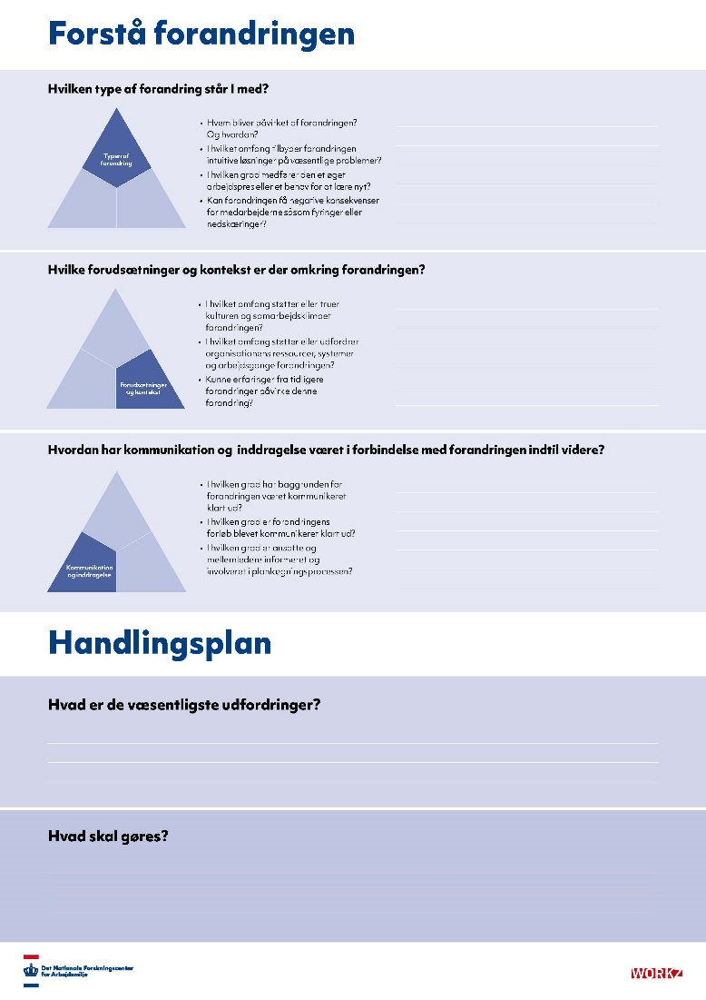 Forstå forandringen
Hvilken type af forandring står I med?
Typen af
forandring
• Hvem bliver påvirket af forandringen?
Og hvordan?
• I hvilket omfang tilbyder forandringen
intuitive løsninger på væsentlige problemer?
• I hvilken grad medfører den et øget
arbejdspres eller et behov for at lære nyt?
• Kan forandringen få negative konsekvenser
for medarbejderne såsom fyringer eller
nedskæringer?
Hvilke forudsætninger og kontekst er der omkring forandringen?
Forudsætninger
og kontekst
• I hvilket omfang støtter eller truer
kulturen og samarbejdsklimaet
forandringen?
• I hvilket omfang støtter eller udfordrer
organisationens ressourcer, systemer
og arbejdsgange forandringen?
• Kunne erfaringer fra tidligere
forandringer påvirke denne
forandring?
Hvordan har kommunikation og inddragelse været i forbindelse med forandringen indtil videre?
Kommunikation
og inddragelse
• I hvilken grad har baggrunden for
forandringen været kommunikeret
klart ud?
• I hvilken grad er forandringens
forløb blevet kommunikeret klart ud?
• I hvilken grad er ansatte og
mellemledere informeret og
involveret i planlægningsprocessen?
Handlingsplan
Hvad er de væsentligste udfordringer?
Hvad skal gøres?
Det Nationale Forskningscenter
for Arbejdsmiljø
WORKZ